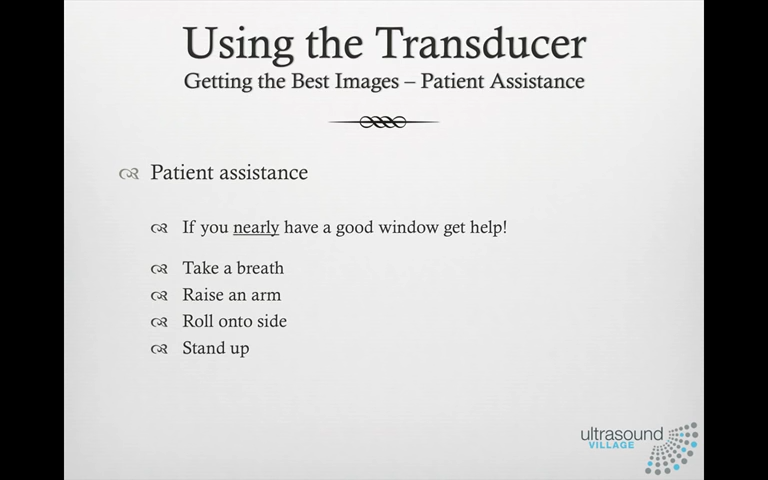 Using the Transducer
Getting the Best Images – Patient Assistance
Patient assistance
If you nearly have a good window get help!
Take a breath
Raise an arm
Roll onto side
Stand up
ultrasound
VILLAGE